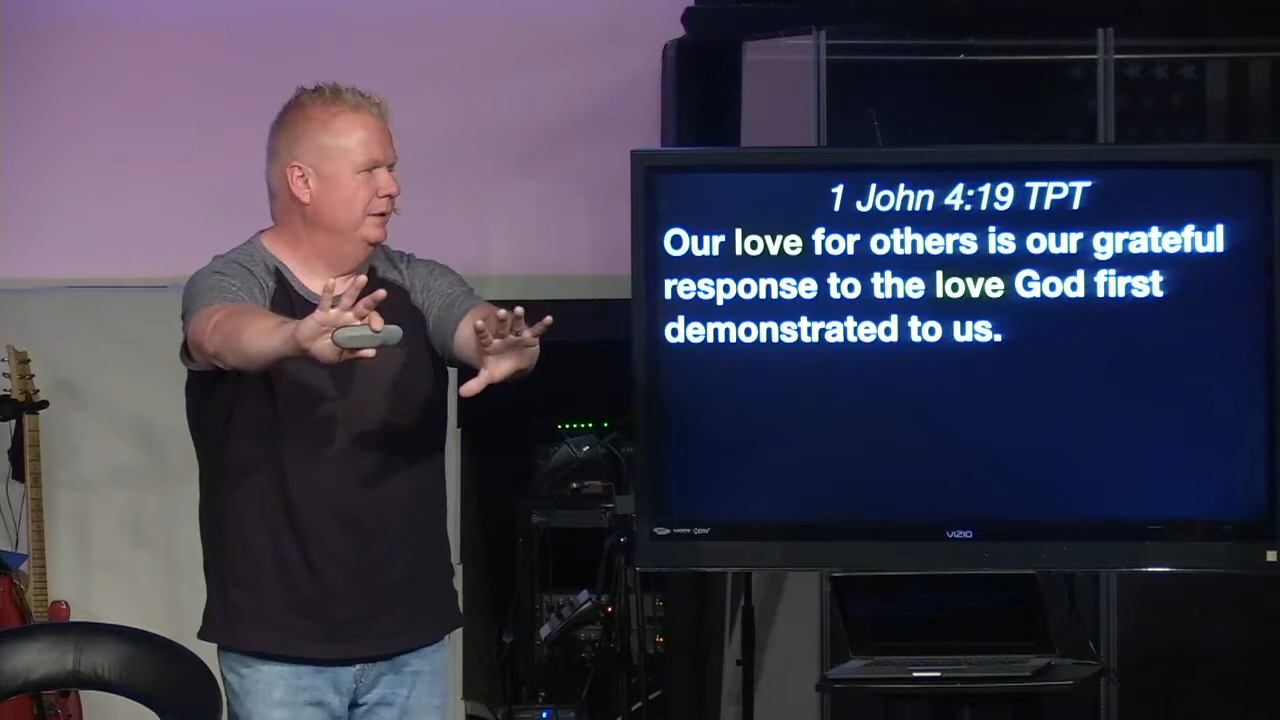 1 John 4:19 TPT
Our love for others is our grateful
response to the love God first
demonstrated to us.
VIZIO